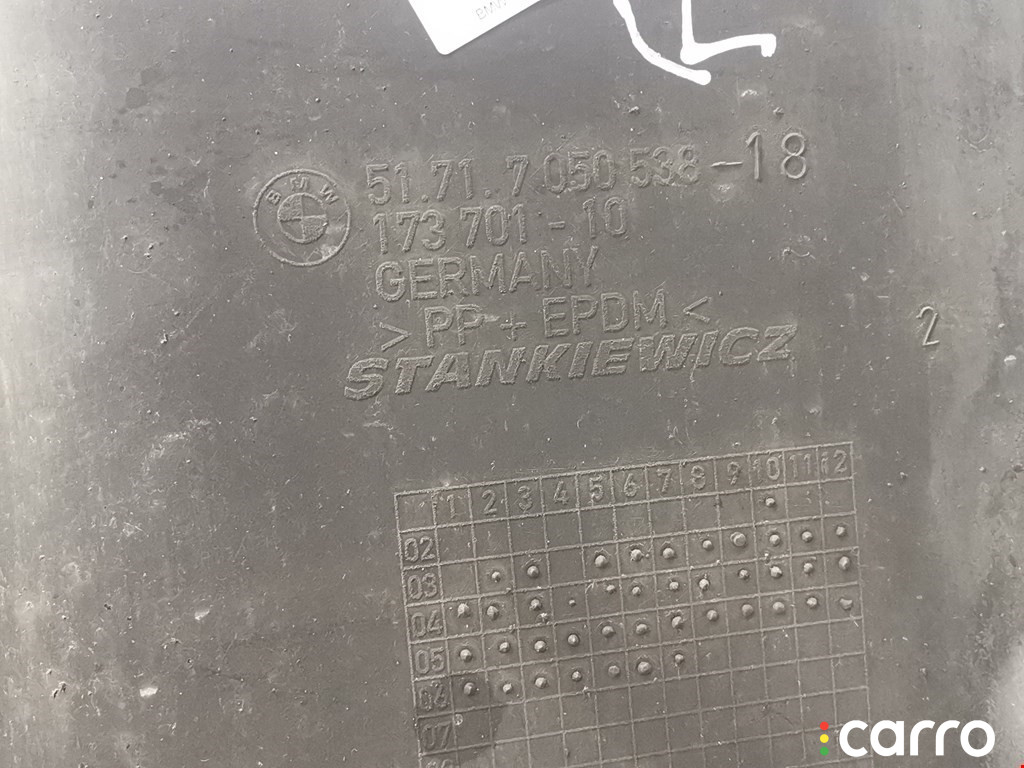 BMW
BMW
51.71.7 050 538-18
173 701-10
GERMANY
> PP + EPDM <
STANKIEWICZ
2
1 2 3 4 5 6 7 8 9 10 11 12
02
03
04
05
06
07
carro